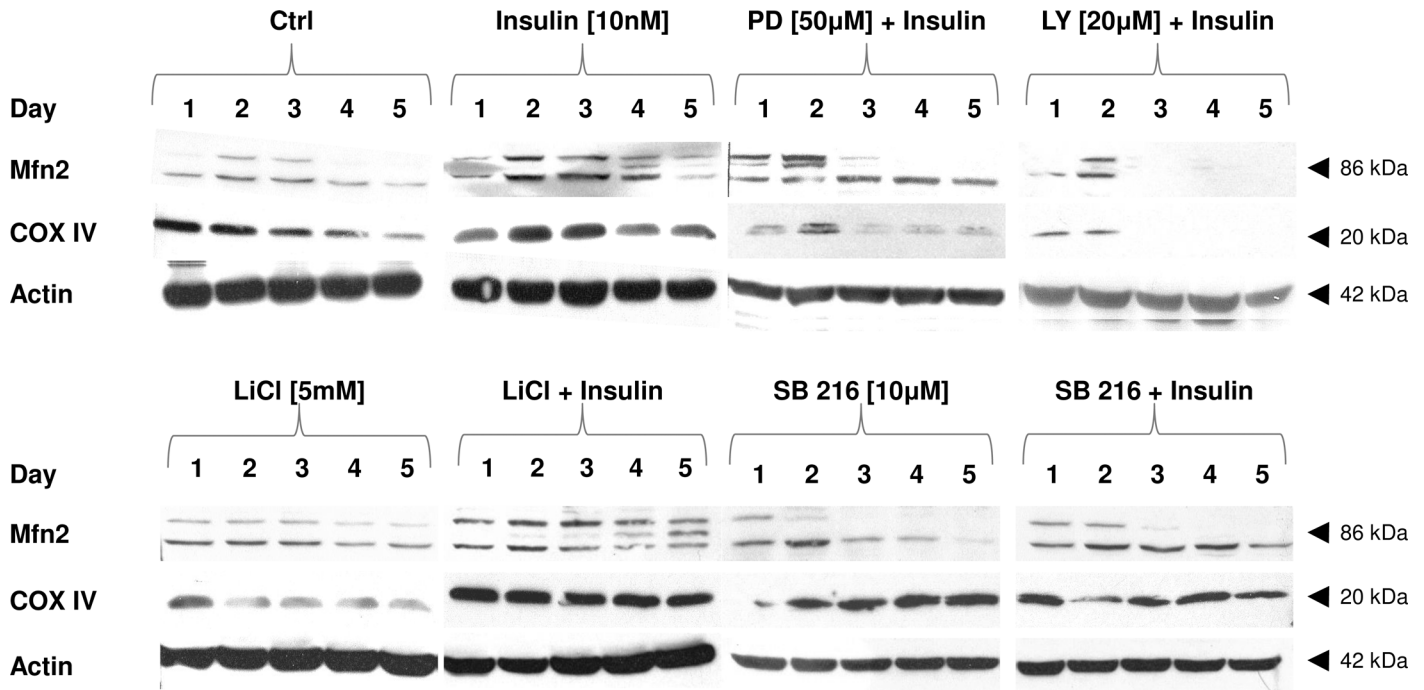 Ctrl Insulin [10nM] PD [50µM] + Insulin LY [20µM] + Insulin
Day 1 2 3 4 5 1 2 3 4 5 1 2 3 4 5 1 2 3 4 5
Mfn2 ◄ 86 kDa
COX IV ◄ 20 kDa
Actin ◄ 42 kDa
LiCl [5mM] LiCl + Insulin SB 216 [10µM] SB 216 + Insulin
Day 1 2 3 4 5 1 2 3 4 5 1 2 3 4 5 1 2 3 4 5
Mfn2 ◄ 86 kDa
COX IV ◄ 20 kDa
Actin ◄ 42 kDa